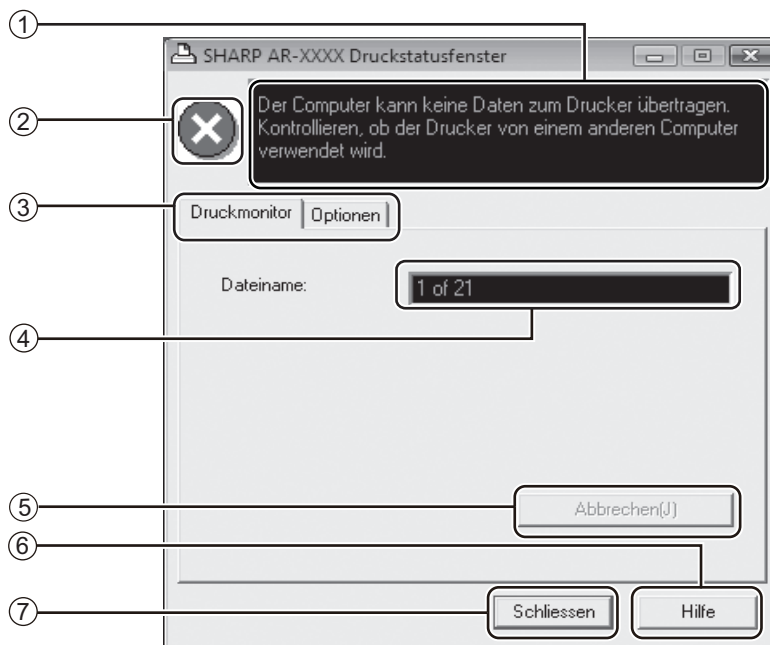 ①
SHARP AR-XXXX Druckstatusfenster
②
Der Computer kann keine Daten zum Drucker übertragen.
Kontrollieren, ob der Drucker von einem anderen Computer
verwendet wird.
③
Druckmonitor Optionen
Dateiname: 1 of 21
④
⑤
Abbrechen(J)
⑥
⑦
Schliessen Hilfe